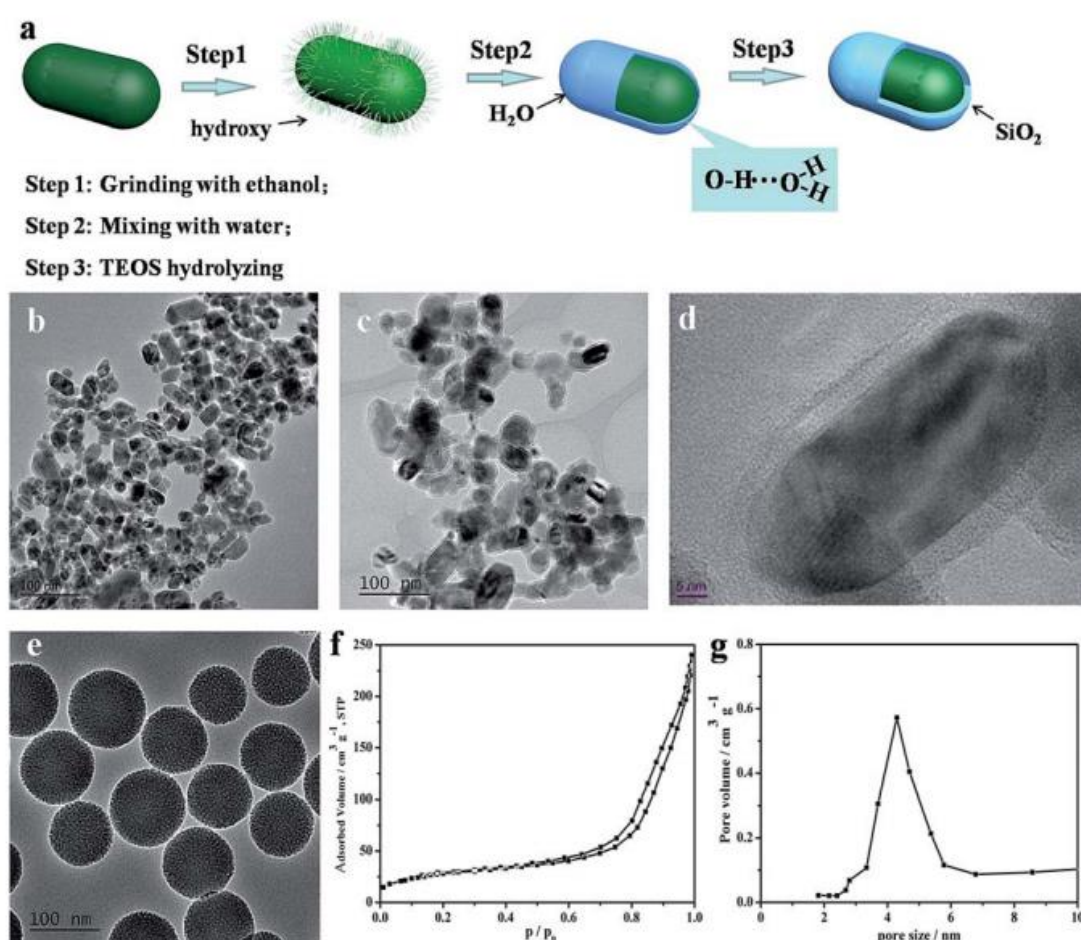 a
Step1
Step2
Step3
hydroxy
H₂O
SiO₂
O-H···O-H
H
Step 1: Grinding with ethanol;
Step 2: Mixing with water;
Step 3: TEOS hydrolyzing
b
100 nm
c
100 nm
d
5 nm
e
100 nm
f
250
200
150
100
50
0
0.0 0.2 0.4 0.6 0.8 1.0
Adsorbed Volume / cm³g⁻¹, STP
p / p₀
g
0.8
0.6
0.4
0.2
0.0
0 2 4 6 8 10
Pore volume / cm³ g⁻¹
pore size / nm